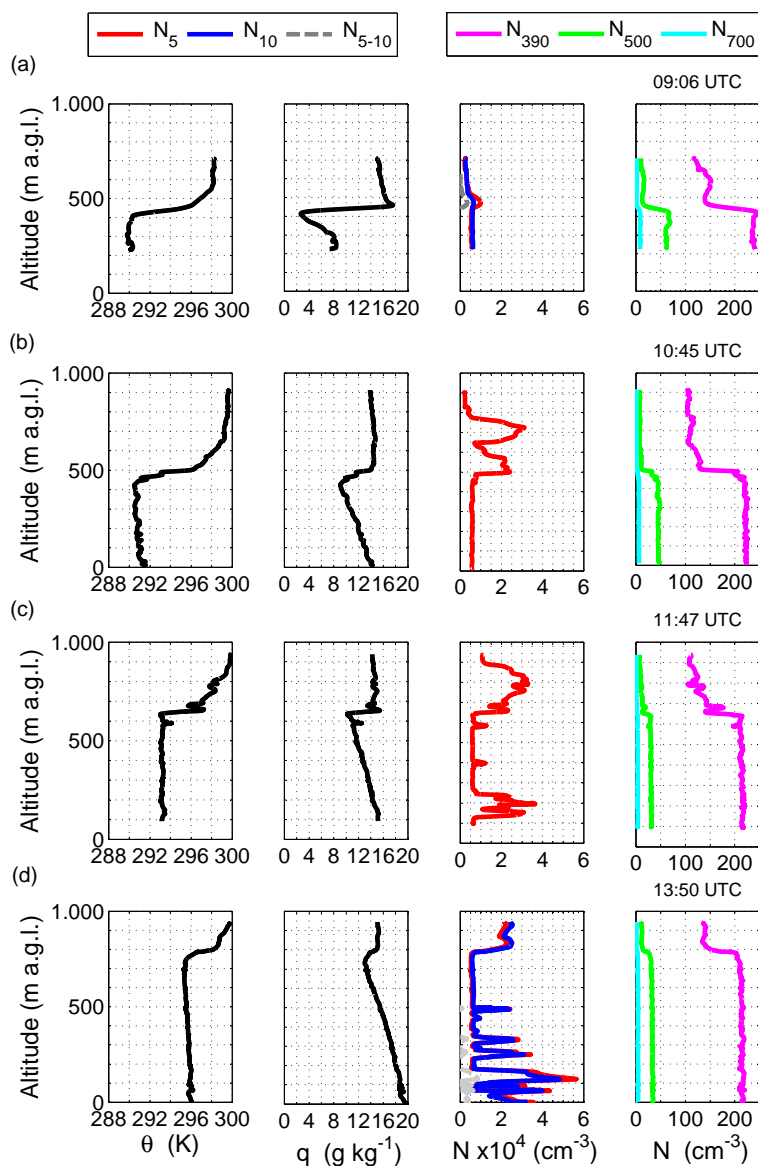 N5 N10 N5-10 N390 N500 N700
(a) 09:06 UTC
Altitude (m a.g.l.)
1.000
500
0
288 292 296 300 0 4 8 12 16 20 0 2 4 6 0 100 200
(b) 10:45 UTC
Altitude (m a.g.l.)
1.000
500
0
288 292 296 300 0 4 8 12 16 20 0 2 4 6 0 100 200
(c) 11:47 UTC
Altitude (m a.g.l.)
1.000
500
0
288 292 296 300 0 4 8 12 16 20 0 2 4 6 0 100 200
(d) 13:50 UTC
Altitude (m a.g.l.)
1.000
500
0
288 292 296 300 0 4 8 12 16 20 0 2 4 6 0 100 200
θ (K) q (g kg-1) N x10^4 (cm-3) N (cm-3)